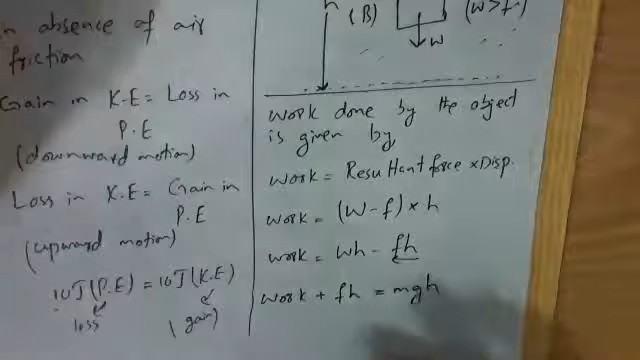 in absence of air
friction
Gain in K.E = Loss in
P.E
(downward motion)
Loss in K.E = Gain in
P.E
(upward motion)
10J (P.E) = 10J (K.E)
loss
(gain)
h
(B)
w
(w>f)
work done by the object
is given by
work = Resultant force × Disp.
work = (W-f) × h
work = wh - fh
work + fh = mgh